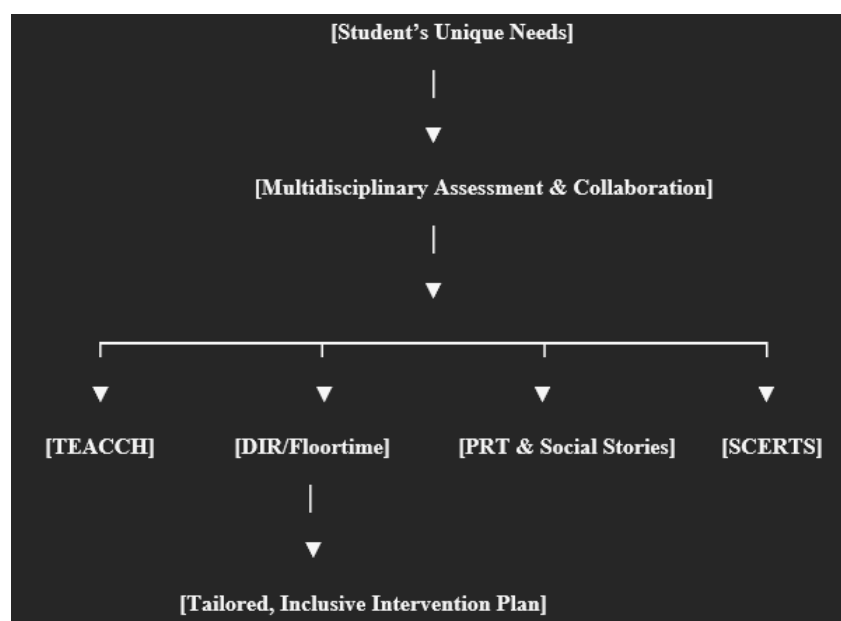 [Student’s Unique Needs]
[Multidisciplinary Assessment & Collaboration]
[TEACCH] [DIR/Floortime] [PRT & Social Stories] [SCERTS]
[Tailored, Inclusive Intervention Plan]